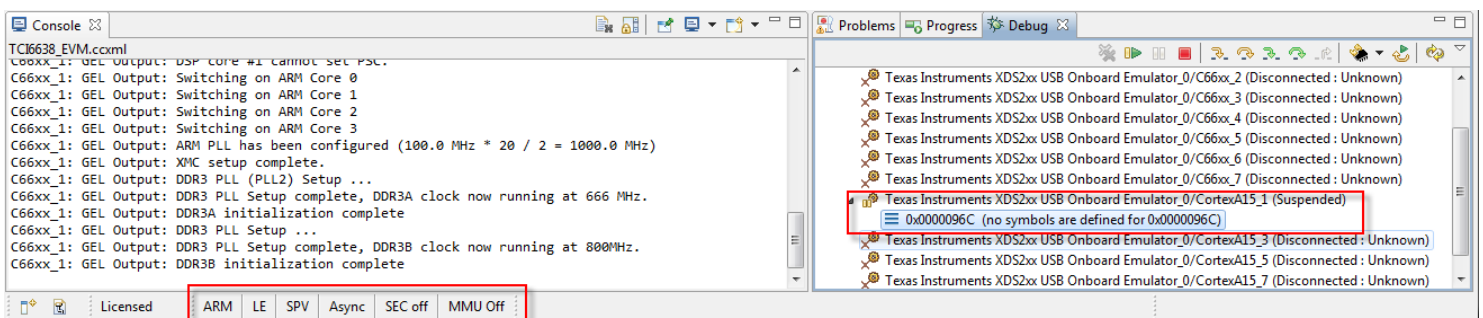 Console
TCI6638_EVM.ccxml
C66xx_1: GEL Output: DSP core #1 cannot set PSC.
C66xx_1: GEL Output: Switching on ARM Core 0
C66xx_1: GEL Output: Switching on ARM Core 1
C66xx_1: GEL Output: Switching on ARM Core 2
C66xx_1: GEL Output: Switching on ARM Core 3
C66xx_1: GEL Output: ARM PLL has been configured (100.0 MHz * 20 / 2 = 1000.0 MHz)
C66xx_1: GEL Output: XMC setup complete.
C66xx_1: GEL Output: DDR3 PLL (PLL2) Setup ...
C66xx_1: GEL Output: DDR3 PLL Setup complete, DDR3A clock now running at 666 MHz.
C66xx_1: GEL Output: DDR3A initialization complete
C66xx_1: GEL Output: DDR3 PLL Setup ...
C66xx_1: GEL Output: DDR3 PLL Setup complete, DDR3B clock now running at 800MHz.
C66xx_1: GEL Output: DDR3B initialization complete
Problems Progress Debug
Texas Instruments XDS2xx USB Onboard Emulator_0/C66xx_2 (Disconnected : Unknown)
Texas Instruments XDS2xx USB Onboard Emulator_0/C66xx_3 (Disconnected : Unknown)
Texas Instruments XDS2xx USB Onboard Emulator_0/C66xx_4 (Disconnected : Unknown)
Texas Instruments XDS2xx USB Onboard Emulator_0/C66xx_5 (Disconnected : Unknown)
Texas Instruments XDS2xx USB Onboard Emulator_0/C66xx_6 (Disconnected : Unknown)
Texas Instruments XDS2xx USB Onboard Emulator_0/C66xx_7 (Disconnected : Unknown)
Texas Instruments XDS2xx USB Onboard Emulator_0/CortexA15_1 (Suspended)
0x0000096C (no symbols are defined for 0x0000096C)
Texas Instruments XDS2xx USB Onboard Emulator_0/CortexA15_3 (Disconnected : Unknown)
Texas Instruments XDS2xx USB Onboard Emulator_0/CortexA15_5 (Disconnected : Unknown)
Texas Instruments XDS2xx USB Onboard Emulator_0/CortexA15_7 (Disconnected : Unknown)
Licensed ARM LE SPV Async SEC off MMU Off